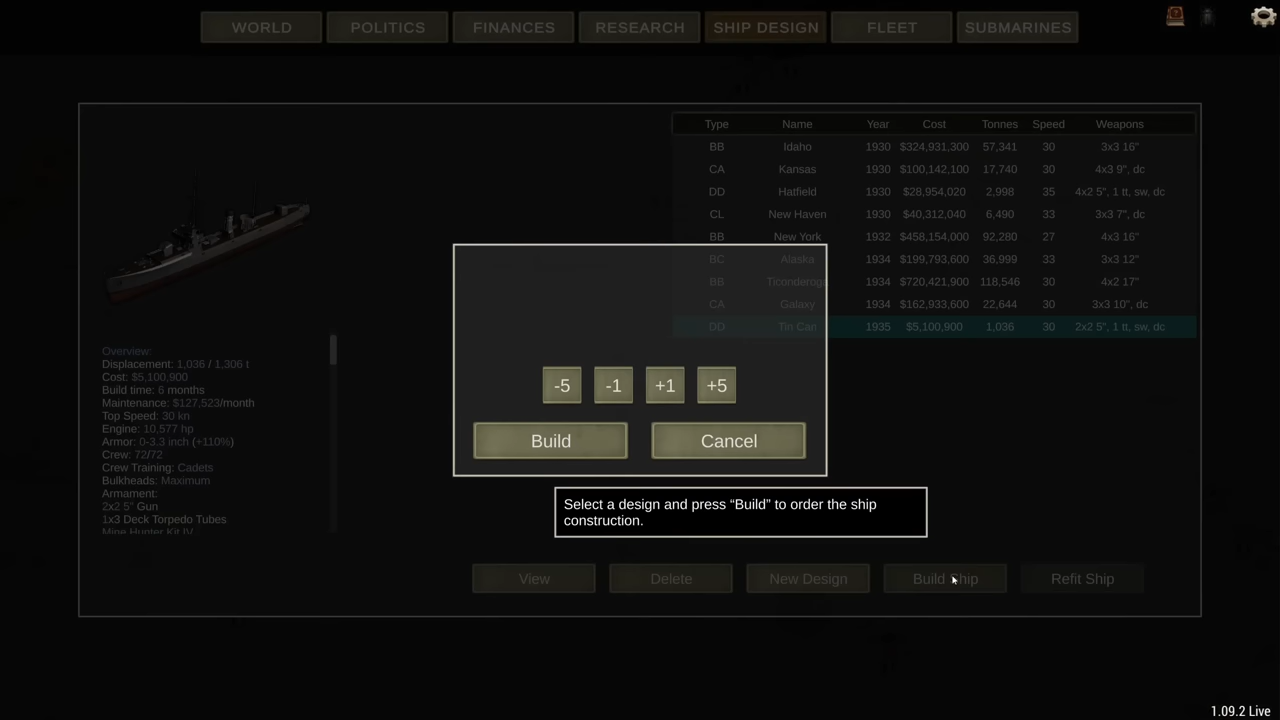 WORLD POLITICS FINANCES RESEARCH SHIP DESIGN FLEET SUBMARINES
Type Name Year Cost Tonnes Speed Weapons
BB Idaho 1930 $324,931,300 57,341 30 3x3 16"
CA Kansas 1930 $100,142,100 17,740 30 4x3 9", dc
DD Hatfield 1930 $28,954,020 2,998 35 4x2 5", 1 tt, sw, dc
CL New Haven 1930 $40,312,040 6,490 33 3x3 7", dc
BB New York 1932 $458,154,000 92,280 27 4x3 16"
BC Alaska 1934 $199,793,600 36,999 33 3x3 12"
BB Ticonderoga 1934 $720,421,900 118,546 30 4x2 17"
CA Galaxy 1934 $162,933,600 22,644 30 3x3 10", dc
DD Tin Can 1935 $5,100,900 1,036 30 2x2 5", 1 tt, sw, dc
Overview:
Displacement: 1,036 / 1,306 t
Cost: $5,100,900
Build time: 6 months
Maintenance: $127,523/month
Top Speed: 30 kn
Engine: 10,577 hp
Armor: 0-3.3 inch (+110%)
Crew: 72/72
Crew Training: Cadets
Bulkheads: Maximum
Armament:
2x2 5" Gun
1x3 Deck Torpedo Tubes
Mine Hunter Kit IV
-5 -1 +1 +5
Build Cancel
Select a design and press “Build” to order the ship
construction.
View Delete New Design Build Ship Refit Ship
1.09.2 Live